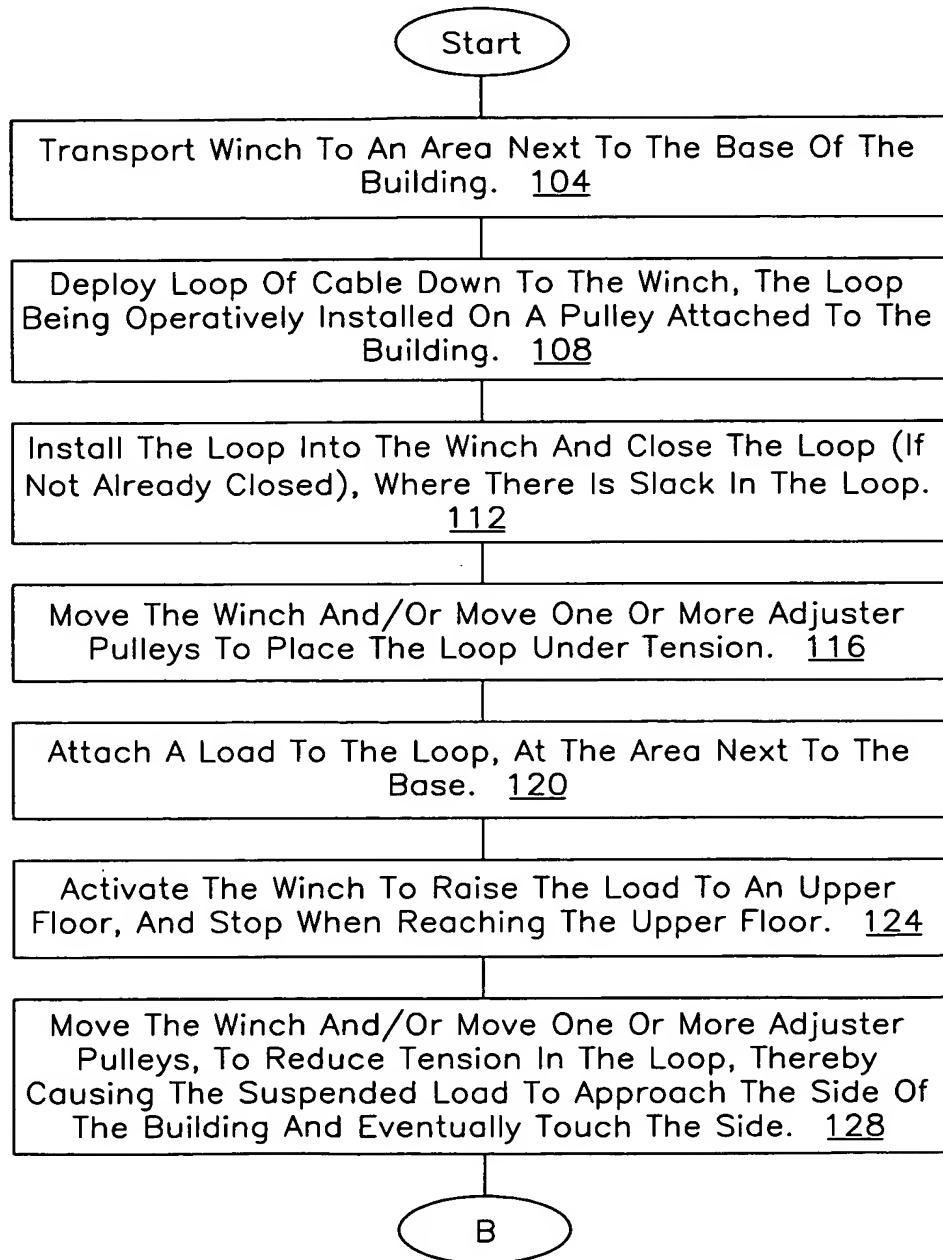 Start
Transport Winch To An Area Next To The Base Of The
Building. 104
Deploy Loop Of Cable Down To The Winch, The Loop
Being Operatively Installed On A Pulley Attached To The
Building. 108
Install The Loop Into The Winch And Close The Loop (If
Not Already Closed), Where There Is Slack In The Loop.
112
Move The Winch And/Or Move One Or More Adjuster
Pulleys To Place The Loop Under Tension. 116
Attach A Load To The Loop, At The Area Next To The
Base. 120
Activate The Winch To Raise The Load To An Upper
Floor, And Stop When Reaching The Upper Floor. 124
Move The Winch And/Or Move One Or More Adjuster
Pulleys, To Reduce Tension In The Loop, Thereby
Causing The Suspended Load To Approach The Side Of
The Building And Eventually Touch The Side. 128
B